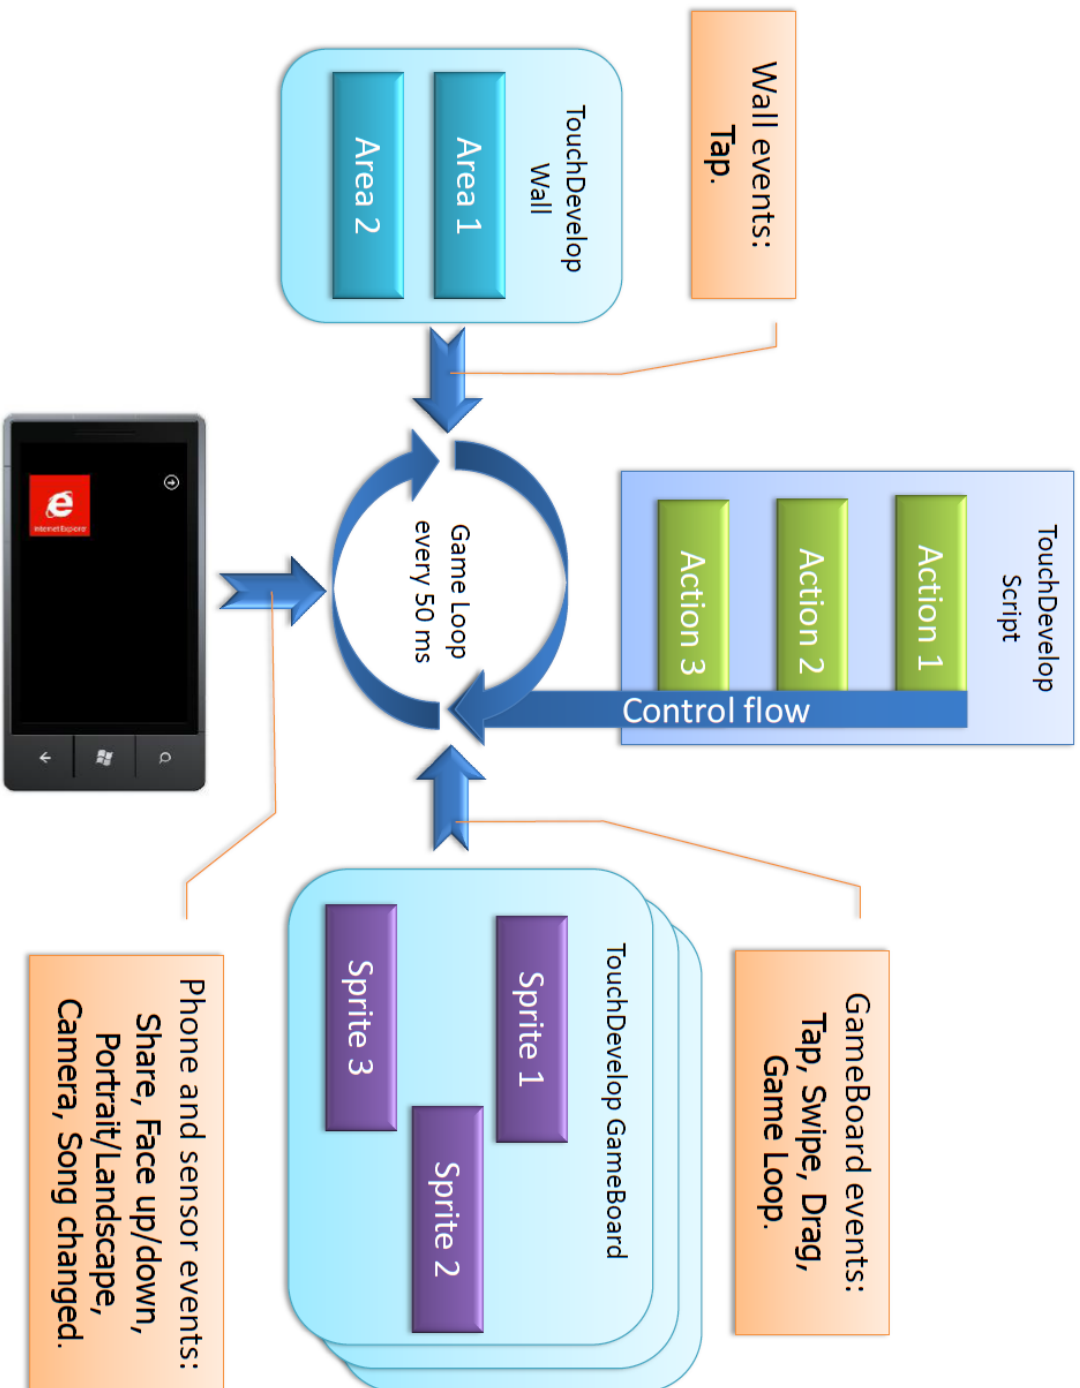 TouchDevelop
Script
Action 1
Action 2
Action 3
Control flow
Wall events:
Tap.
GameBoard events:
Tap, Swipe, Drag,
Game Loop.
TouchDevelop
Wall
Area 1
Area 2
Game Loop
every 50 ms
TouchDevelop GameBoard
Sprite 1
Sprite 2
Sprite 3
Internet Explorer
Phone and sensor events:
Share, Face up/down,
Portrait/Landscape,
Camera, Song changed.